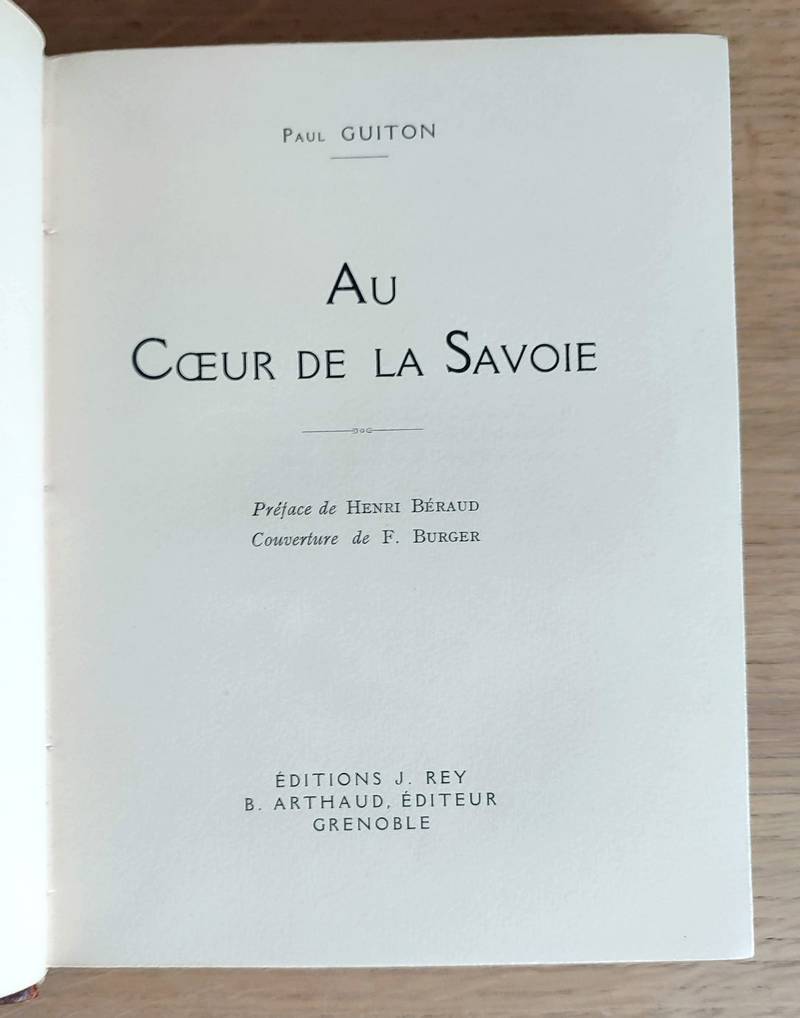 Paul GUITON
Au
Cœur de la Savoie
Préface de Henri Béraud
Couverture de F. Burger
ÉDITIONS J. REY
B. ARTHAUD, ÉDITEUR
GRENOBLE